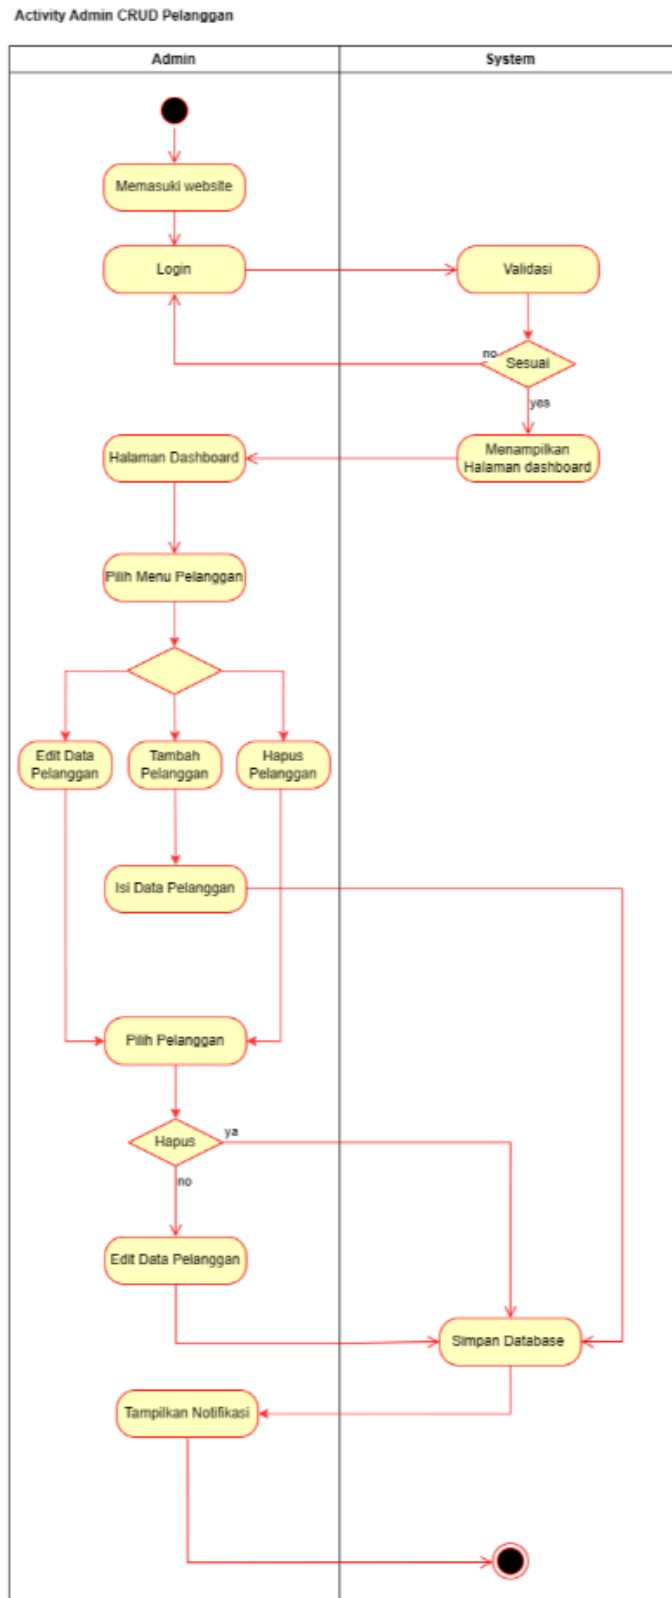 Activity Admin CRUD Pelanggan
Admin
System
Memasuki website
Login
Validasi
no
Sesuai
yes
Halaman Dashboard
Menampilkan
Halaman dashboard
Pilih Menu Pelanggan
Edit Data
Pelanggan
Tambah
Pelanggan
Hapus
Pelanggan
Isi Data Pelanggan
Pilih Pelanggan
Hapus
ya
no
Edit Data Pelanggan
Simpan Database
Tampilkan Notifikasi